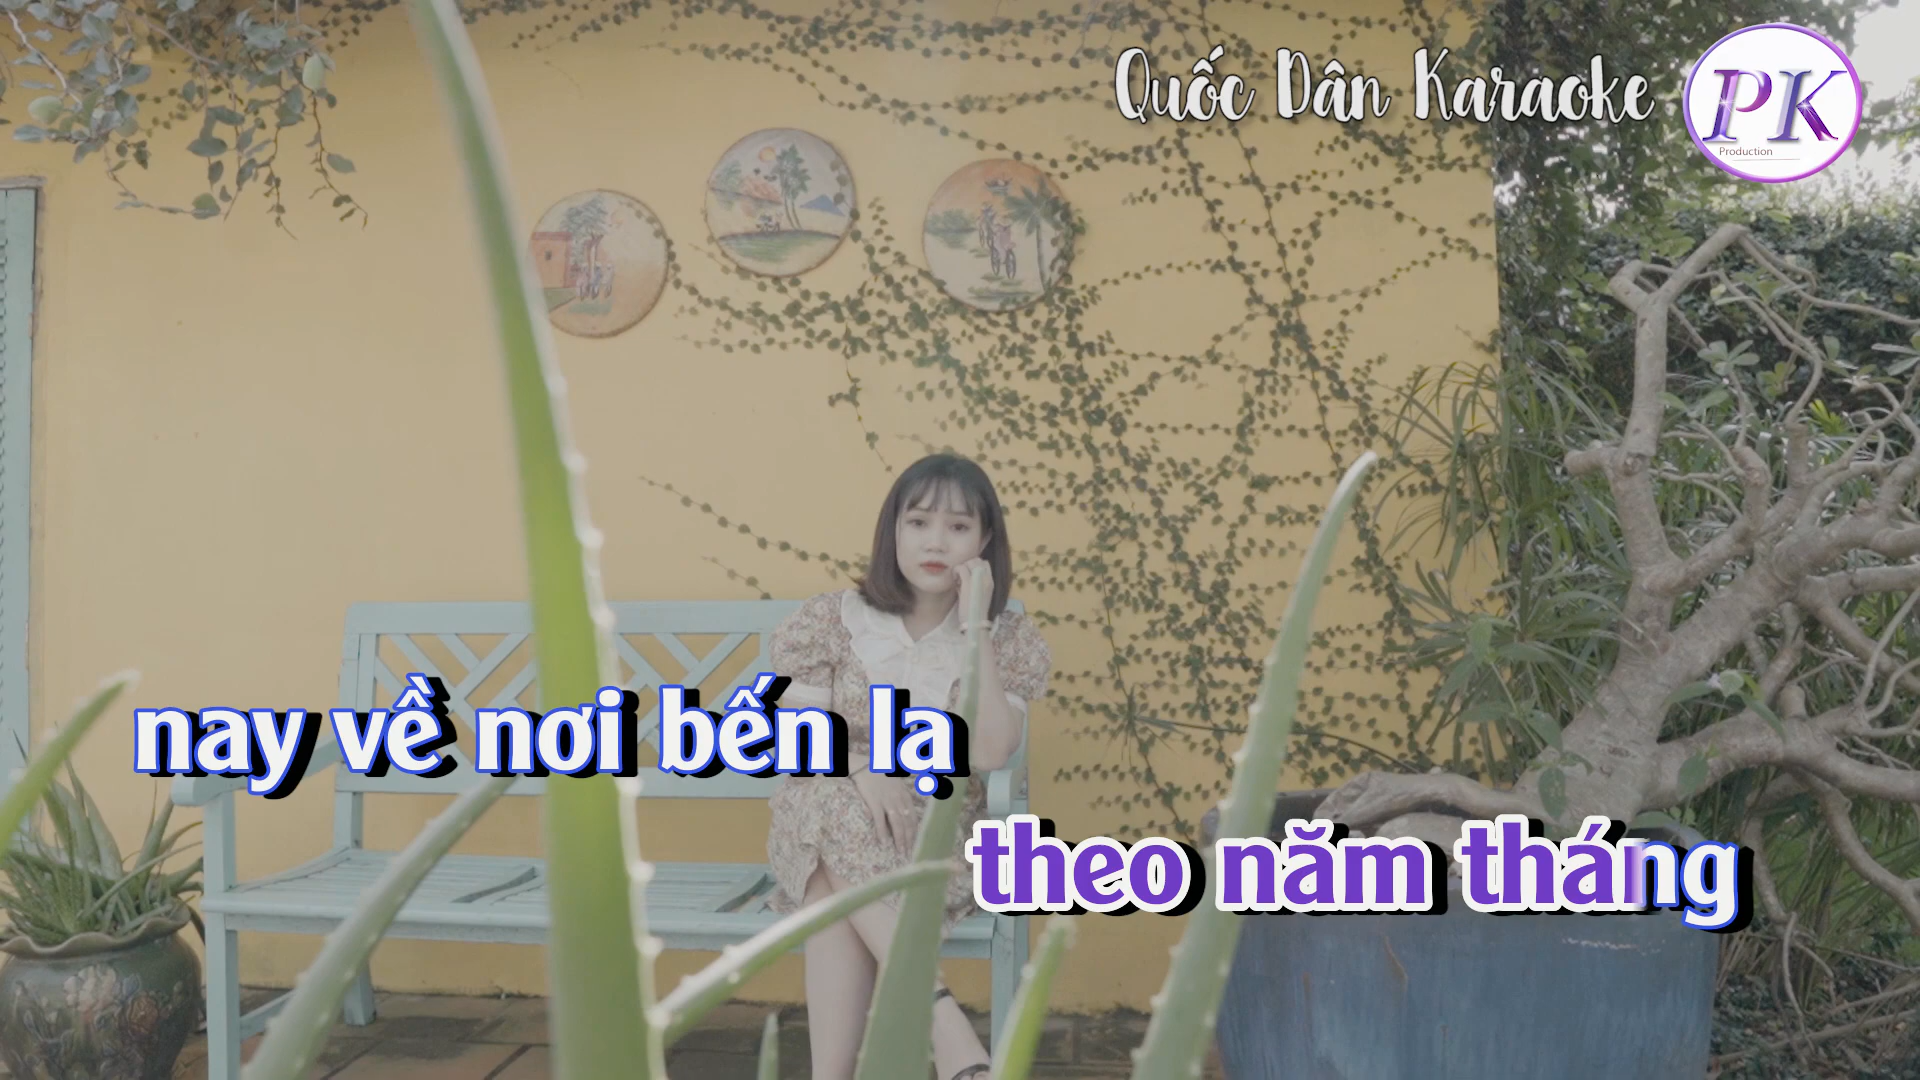 Quốc Dân Karaoke
PK
Production
nay về nơi bến lạ
theo năm tháng